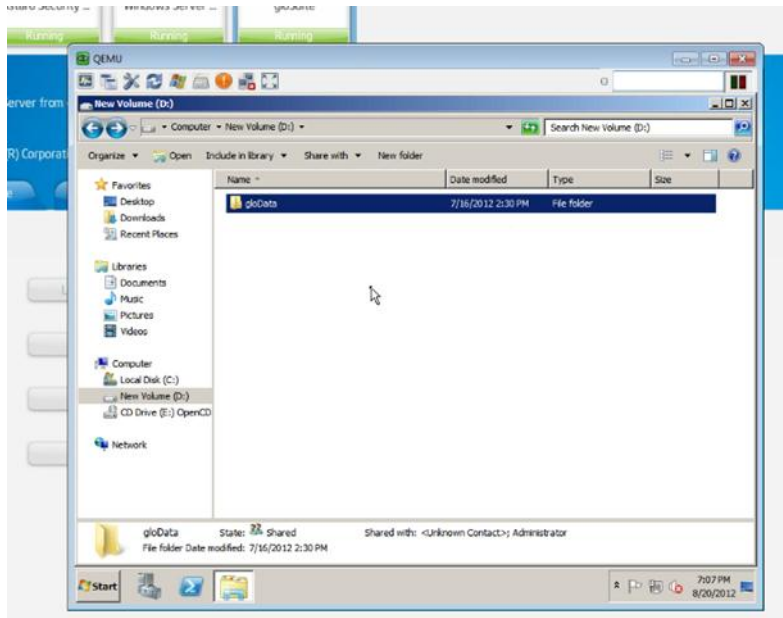 Running
Running
Running
QEMU
erver from
New Volume (D:)
Computer
New Volume (D:)
Search New Volume (D:)
R) Corporati
Organize
Open
Include in library
Share with
New folder
Name
Date modified
Type
Size
Favorites
gloData
7/16/2012 2:30 PM
File folder
Desktop
Downloads
Recent Places
Libraries
Documents
Music
Pictures
Videos
Computer
Local Disk (C:)
New Volume (D:)
CD Drive (E:) OpenCD
Network
gloData
State: Shared
Shared with: <Unknown Contact>; Administrator
File folder Date modified: 7/16/2012 2:30 PM
Start
7:07 PM
8/20/2012